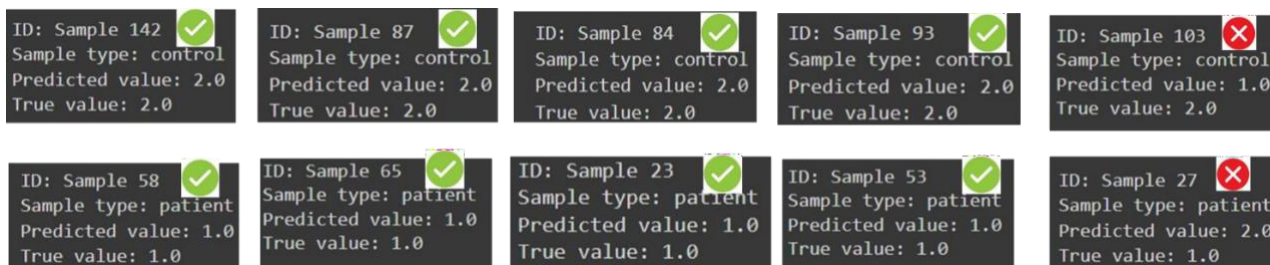 ID: Sample 142
Sample type: control
Predicted value: 2.0
True value: 2.0
ID: Sample 87
Sample type: control
Predicted value: 2.0
True value: 2.0
ID: Sample 84
Sample type: control
Predicted value: 2.0
True value: 2.0
ID: Sample 93
Sample type: control
Predicted value: 2.0
True value: 2.0
ID: Sample 103
Sample type: control
Predicted value: 1.0
True value: 2.0
ID: Sample 58
Sample type: patient
Predicted value: 1.0
True value: 1.0
ID: Sample 65
Sample type: patient
Predicted value: 1.0
True value: 1.0
ID: Sample 23
Sample type: patient
Predicted value: 1.0
True value: 1.0
ID: Sample 53
Sample type: patient
Predicted value: 1.0
True value: 1.0
ID: Sample 27
Sample type: patient
Predicted value: 2.0
True value: 1.0